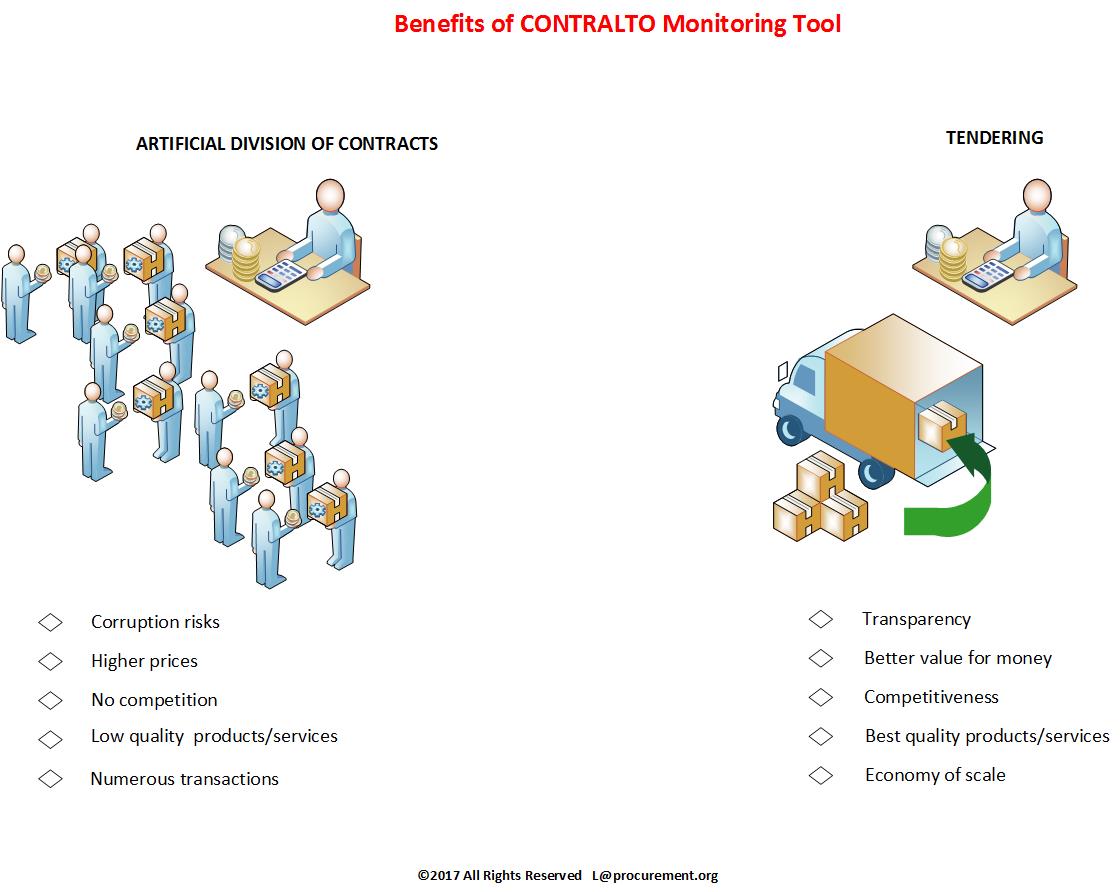 Benefits of CONTRALTO Monitoring Tool
ARTIFICIAL DIVISION OF CONTRACTS
Corruption risks
Higher prices
No competition
Low quality  products/services
Numerous transactions
TENDERING
Transparency
Better value for money
Competitiveness
Best quality products/services
Economy of scale
©2017 All Rights Reserved   L@procurement.org